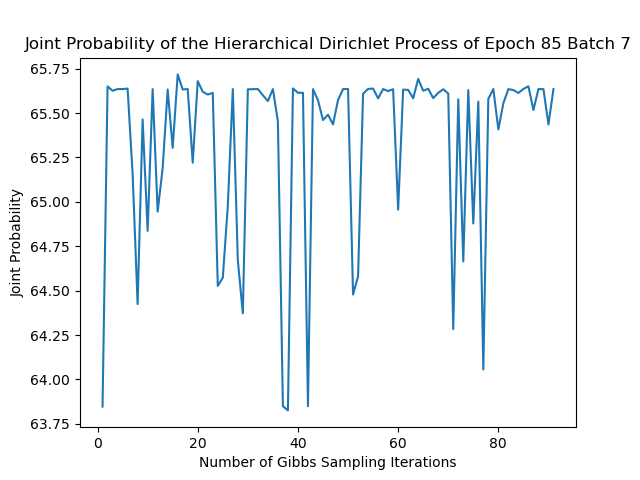 Joint Probability of the Hierarchical Dirichlet Process of Epoch 85 Batch 7
65.75
65.50
65.25
65.00
64.75
64.50
64.25
64.00
63.75
Joint Probability
0 20 40 60 80
Number of Gibbs Sampling Iterations